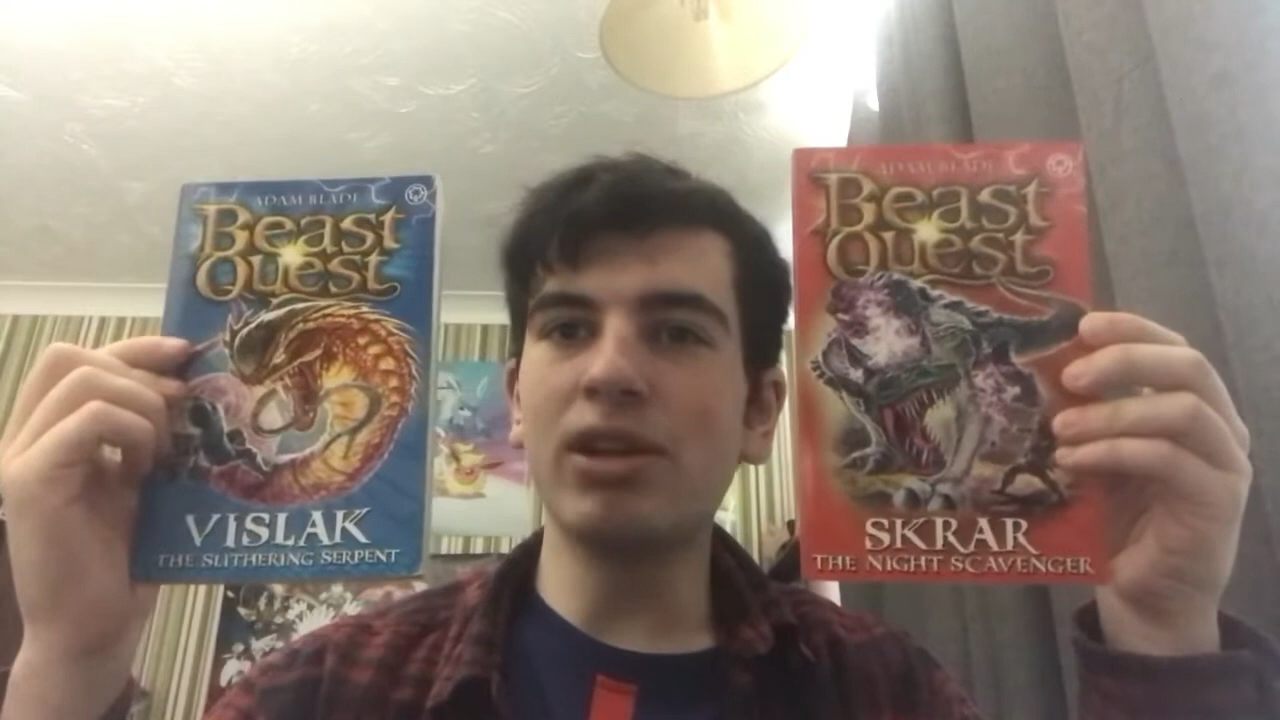 ADAM BLADE
Beast
Quest
VISLAK
THE SLITHERING SERPENT
ADAM BLADE
Beast
Quest
SKRAR
THE NIGHT SCAVENGER